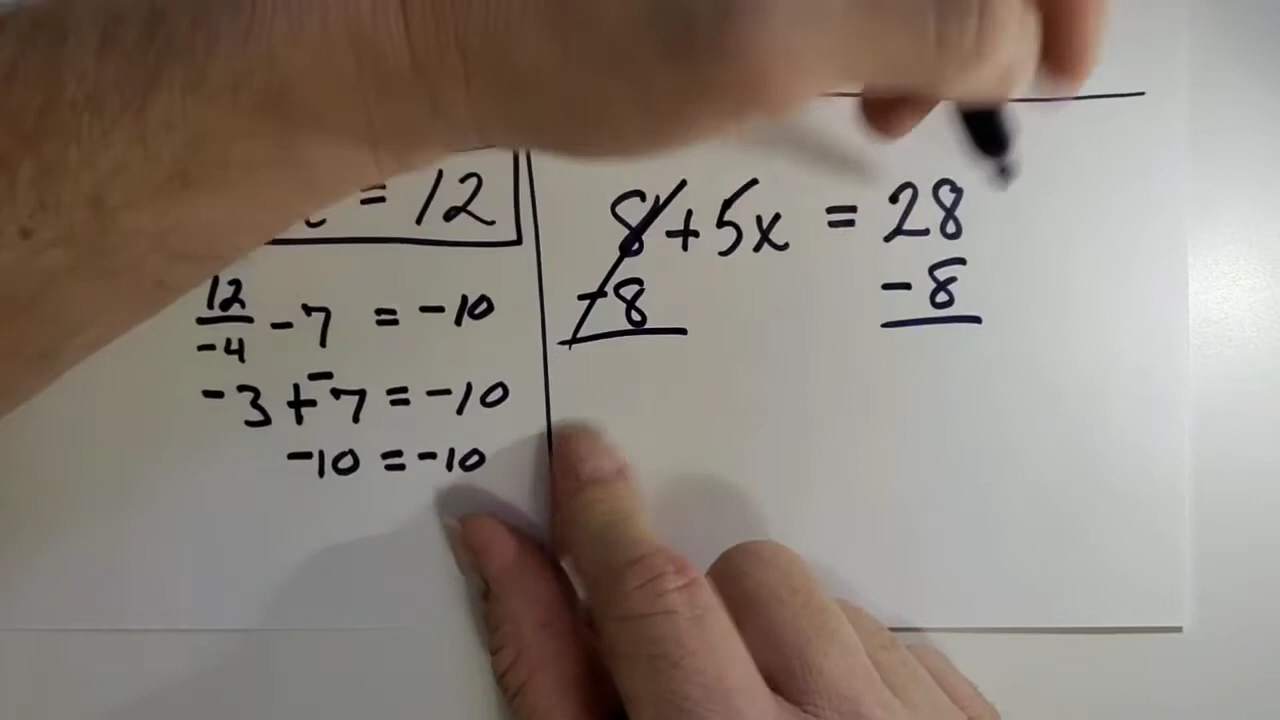 = 12
12
-4
- 7 = -10
-3 + -7 = -10
-10 = -10
8 + 5x = 28
-8 -8